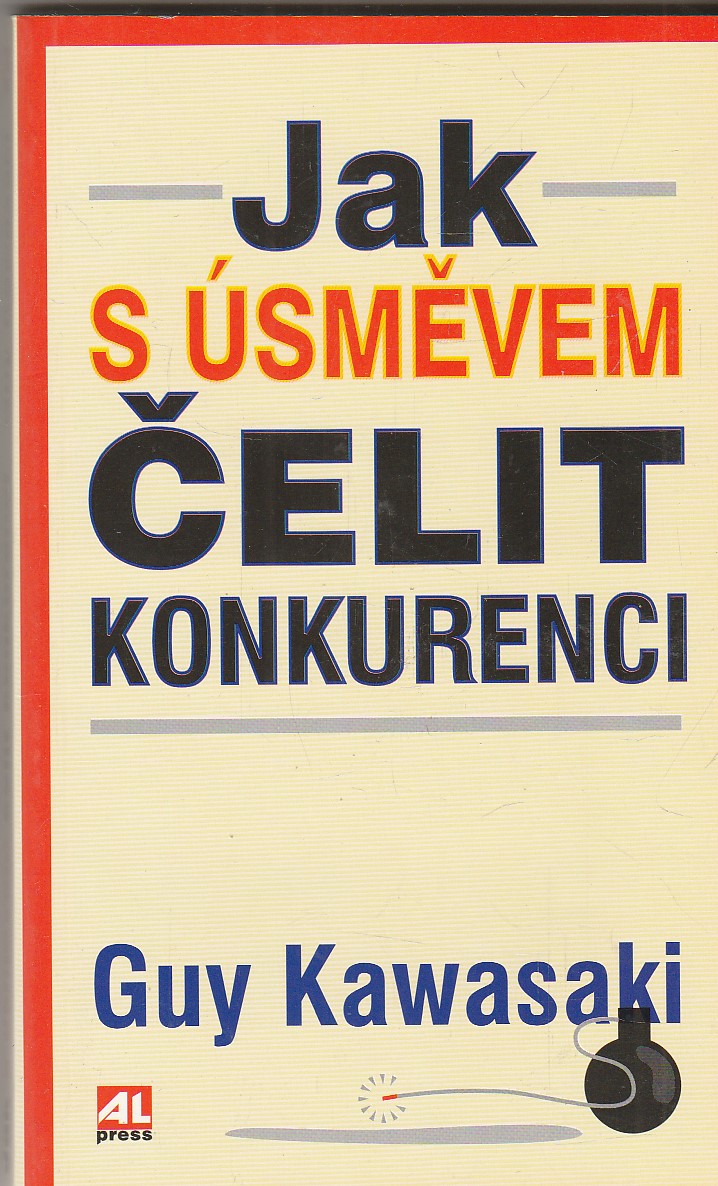 Jak
S ÚSMĚVEM
ČELIT
KONKURENCI
Guy Kawasaki
AL
press